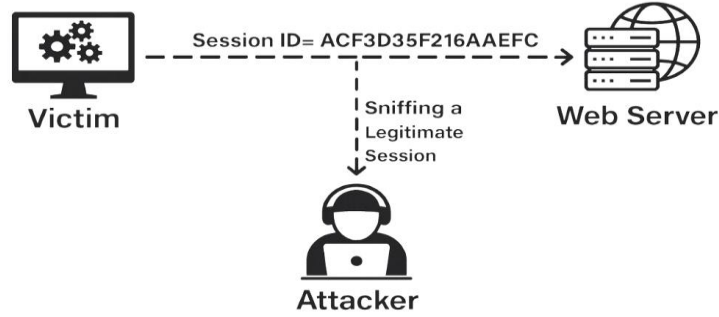 Session ID= ACF3D35F216AAEFC
Victim
Web Server
Sniffing a
Legitimate
Session
Attacker